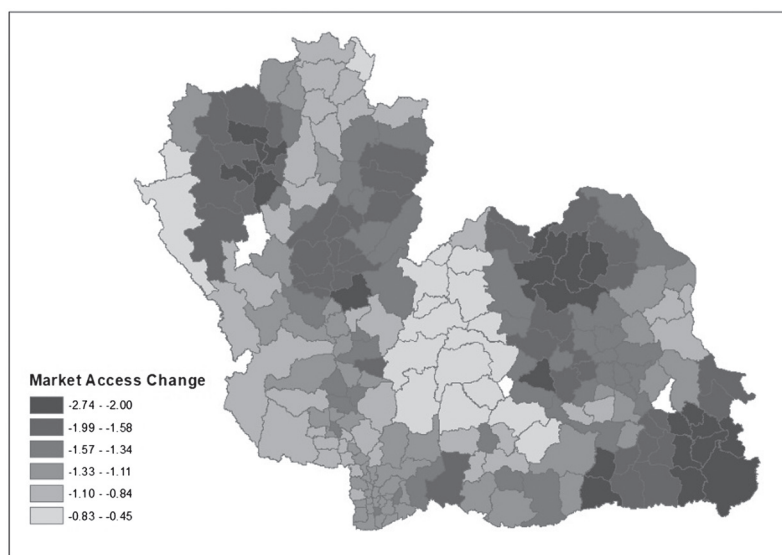 Market Access Change
-2.74 - -2.00
-1.99 - -1.58
-1.57 - -1.34
-1.33 - -1.11
-1.10 - -0.84
-0.83 - -0.45